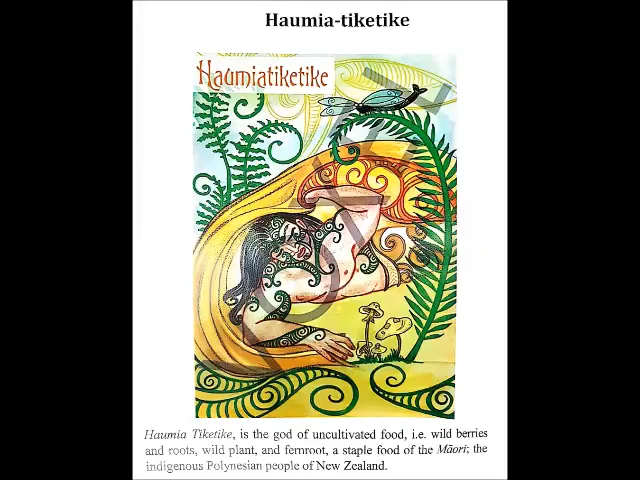 Haumia-tiketike
Haumiatiketike
Haumia Tiketike, is the god of uncultivated food, i.e. wild berries
and roots, wild plant, and fernroot, a staple food of the Māori; the
indigenous Polynesian people of New Zealand.